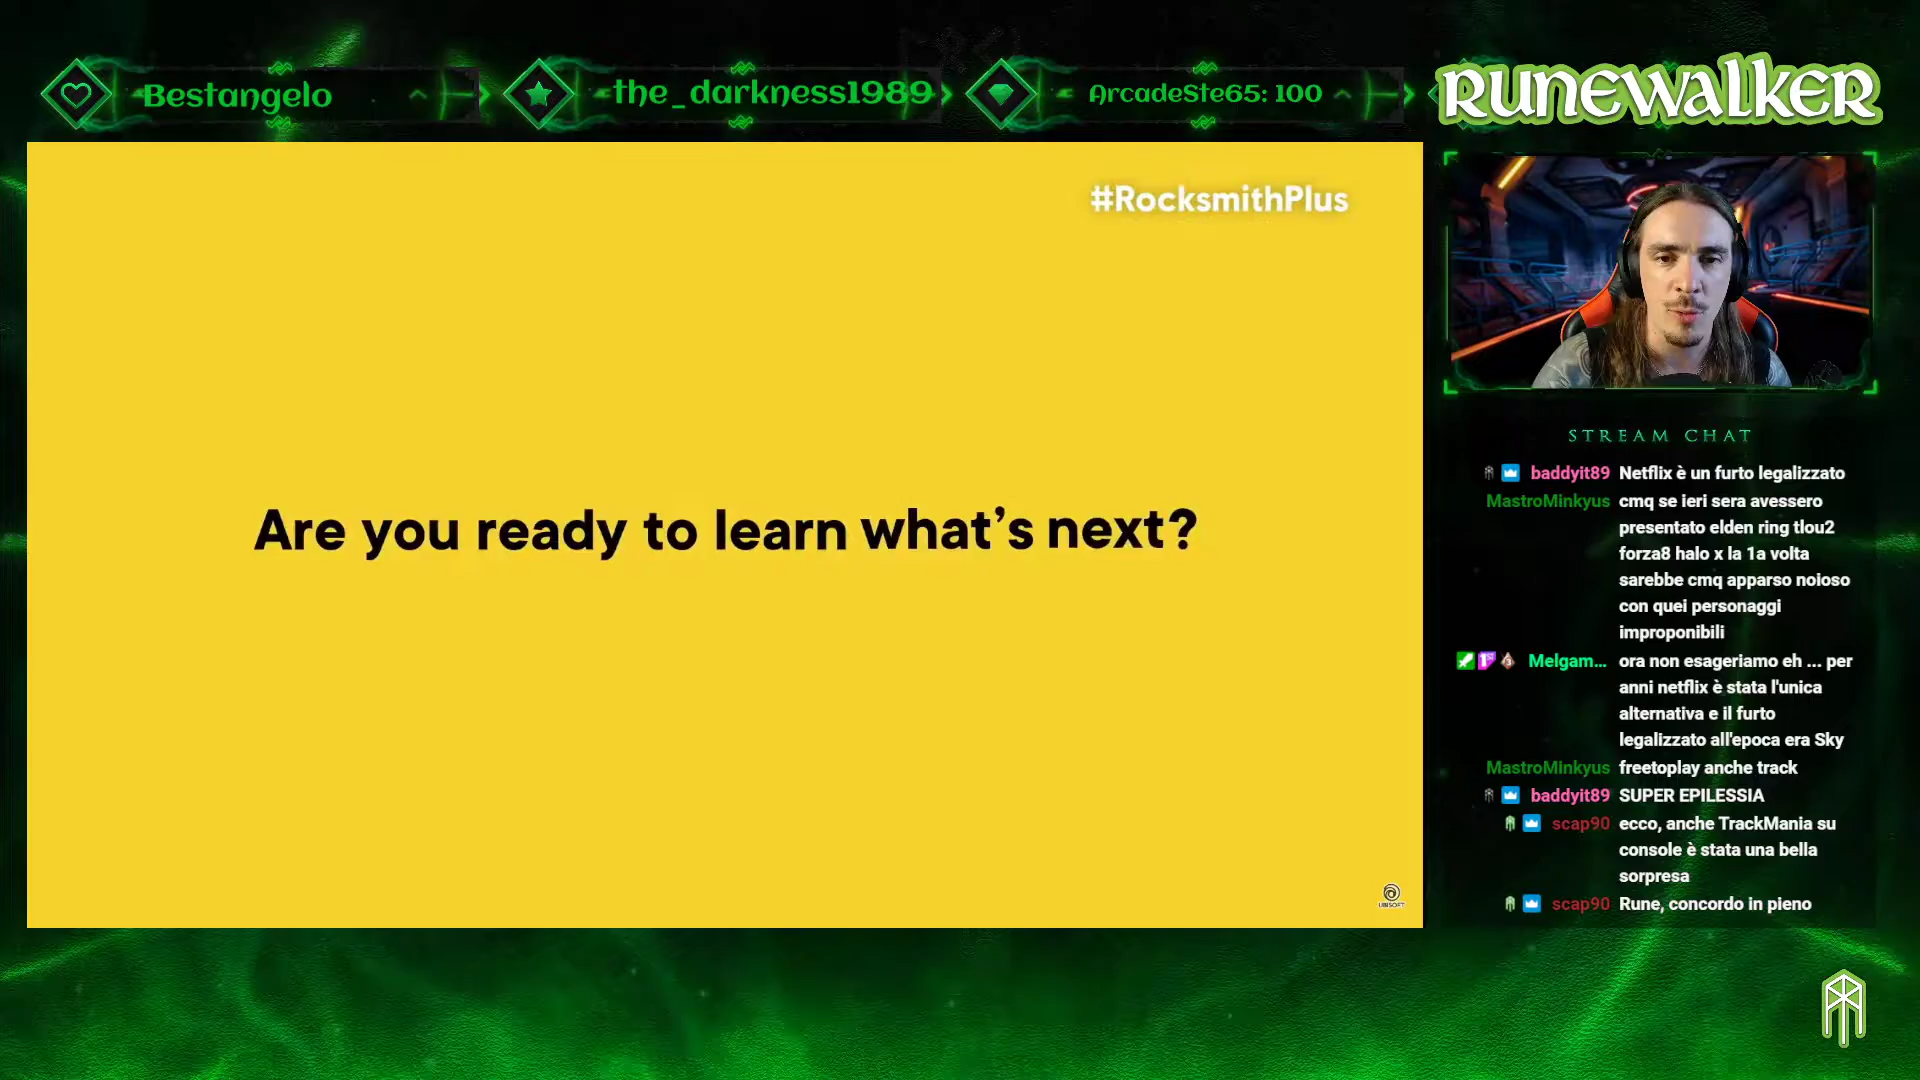 Bestangelo
the_darkness1989
ArcadeSte65: 100
RUNEWALKER
#RocksmithPlus
Are you ready to learn what's next?
UBISOFT
STREAM CHAT
baddyit89 Netflix è un furto legalizzato
MastroMinkyus cmq se ieri sera avessero
presentato elden ring tlou2
forza8 halo x la 1a volta
sarebbe cmq apparso noioso
con quei personaggi
improponibili
Melgam... ora non esageriamo eh ... per
anni netflix è stata l'unica
alternativa e il furto
legalizzato all'epoca era Sky
MastroMinkyus freetoplay anche track
baddyit89 SUPER EPILESSIA
scap90 ecco, anche TrackMania su
console è stata una bella
sorpresa
scap90 Rune, concordo in pieno